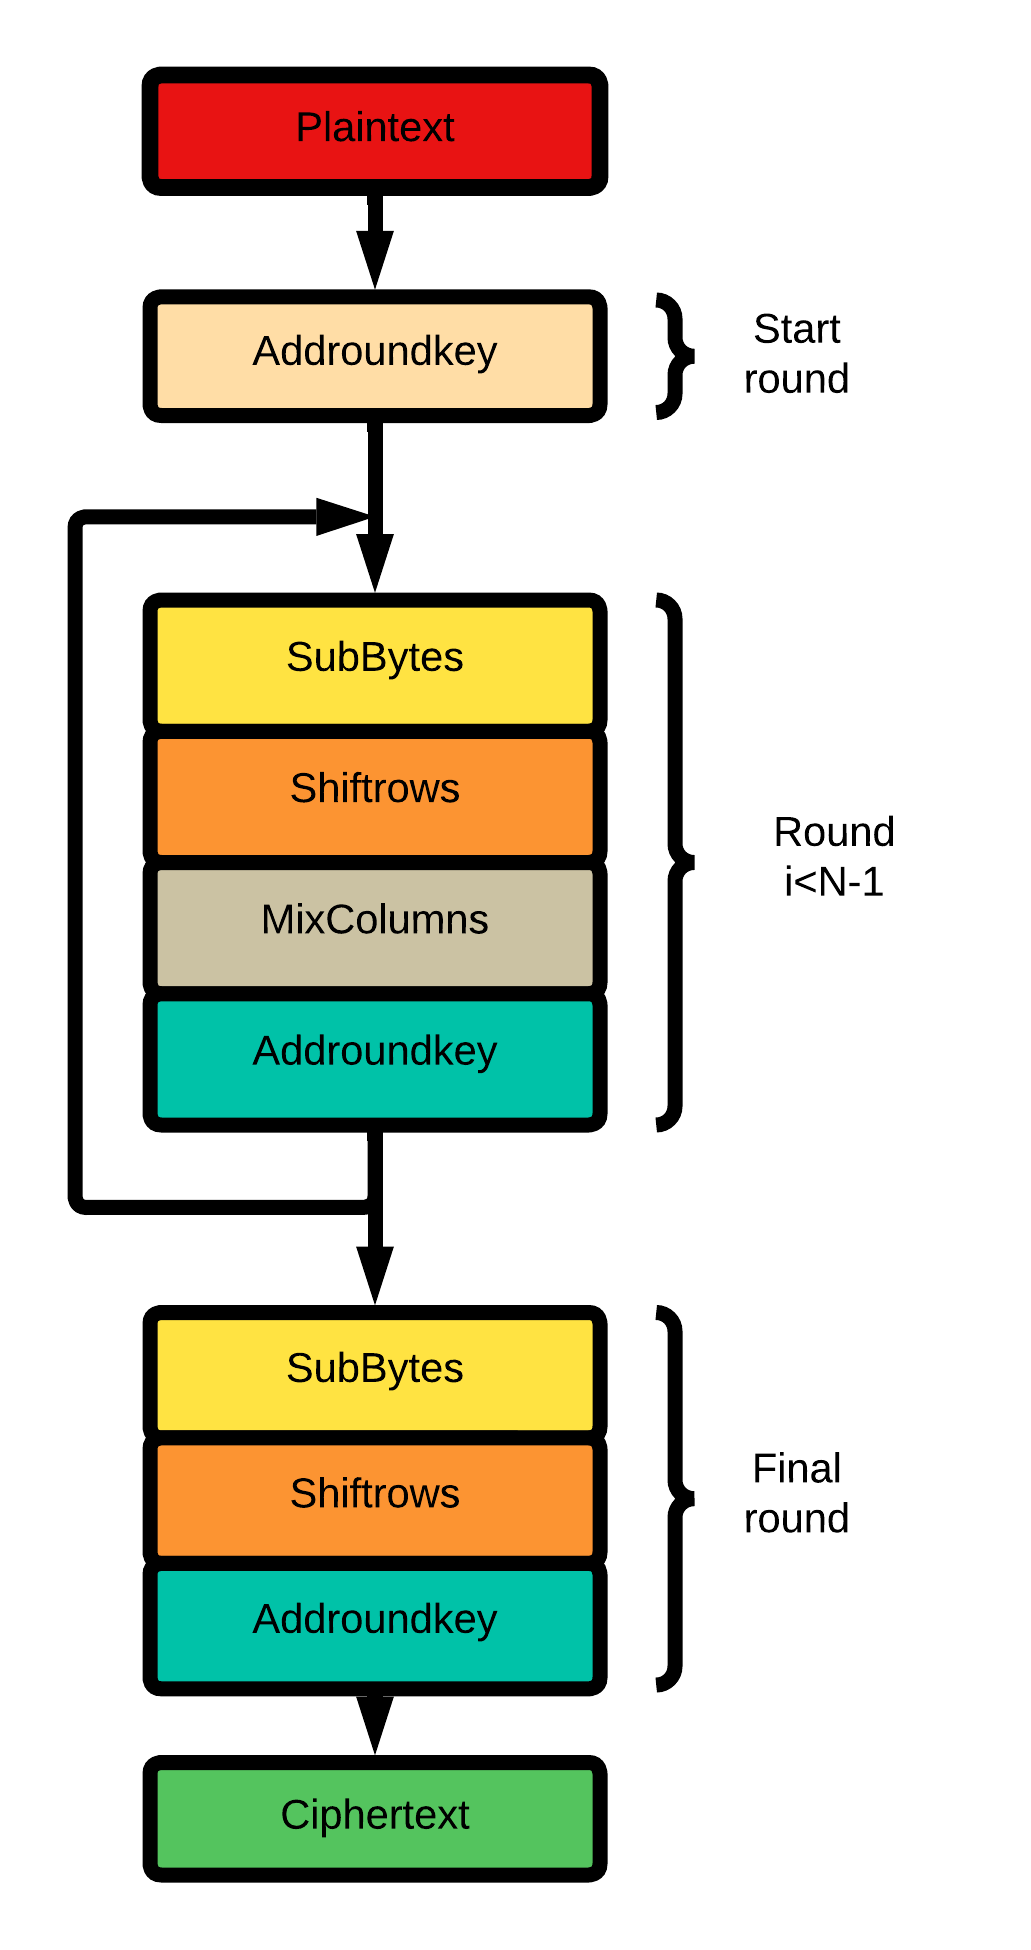 Plaintext
Addroundkey
Start
round
SubBytes
Shiftrows
MixColumns
Addroundkey
Round
i<N-1
SubBytes
Shiftrows
Addroundkey
Final
round
Ciphertext